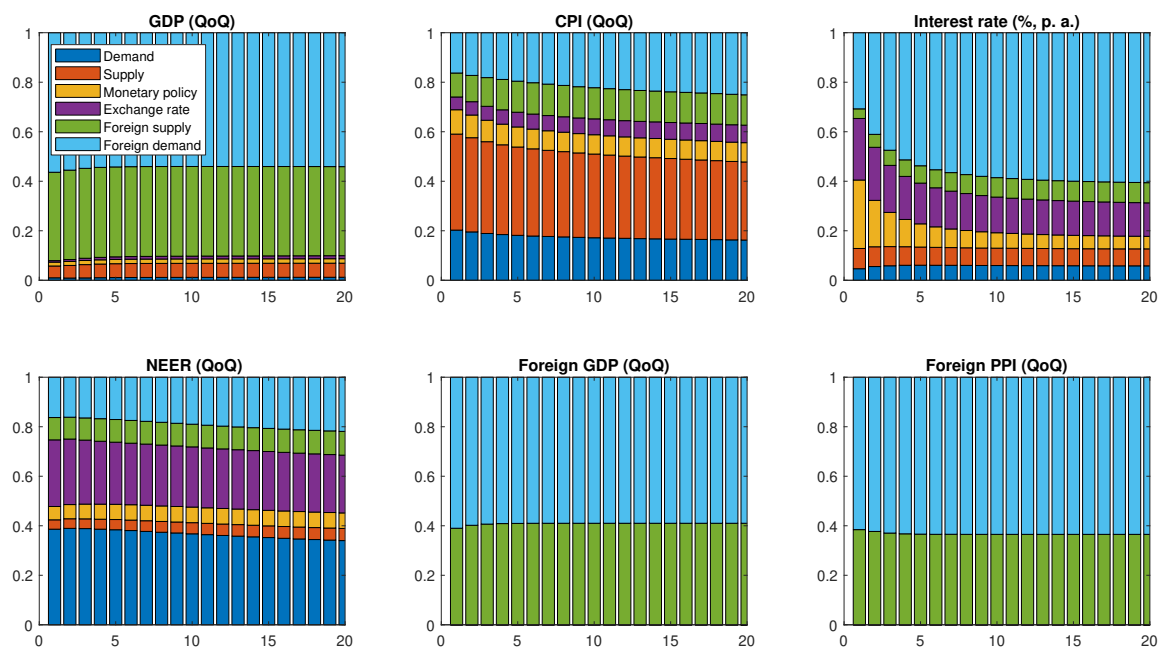 GDP (QoQ)
1
0.8
0.6
0.4
0.2
0
0 5 10 15 20
Demand
Supply
Monetary policy
Exchange rate
Foreign supply
Foreign demand
CPI (QoQ)
1
0.8
0.6
0.4
0.2
0
0 5 10 15 20
Interest rate (%, p. a.)
1
0.8
0.6
0.4
0.2
0
0 5 10 15 20
NEER (QoQ)
1
0.8
0.6
0.4
0.2
0
0 5 10 15 20
Foreign GDP (QoQ)
1
0.8
0.6
0.4
0.2
0
0 5 10 15 20
Foreign PPI (QoQ)
1
0.8
0.6
0.4
0.2
0
0 5 10 15 20